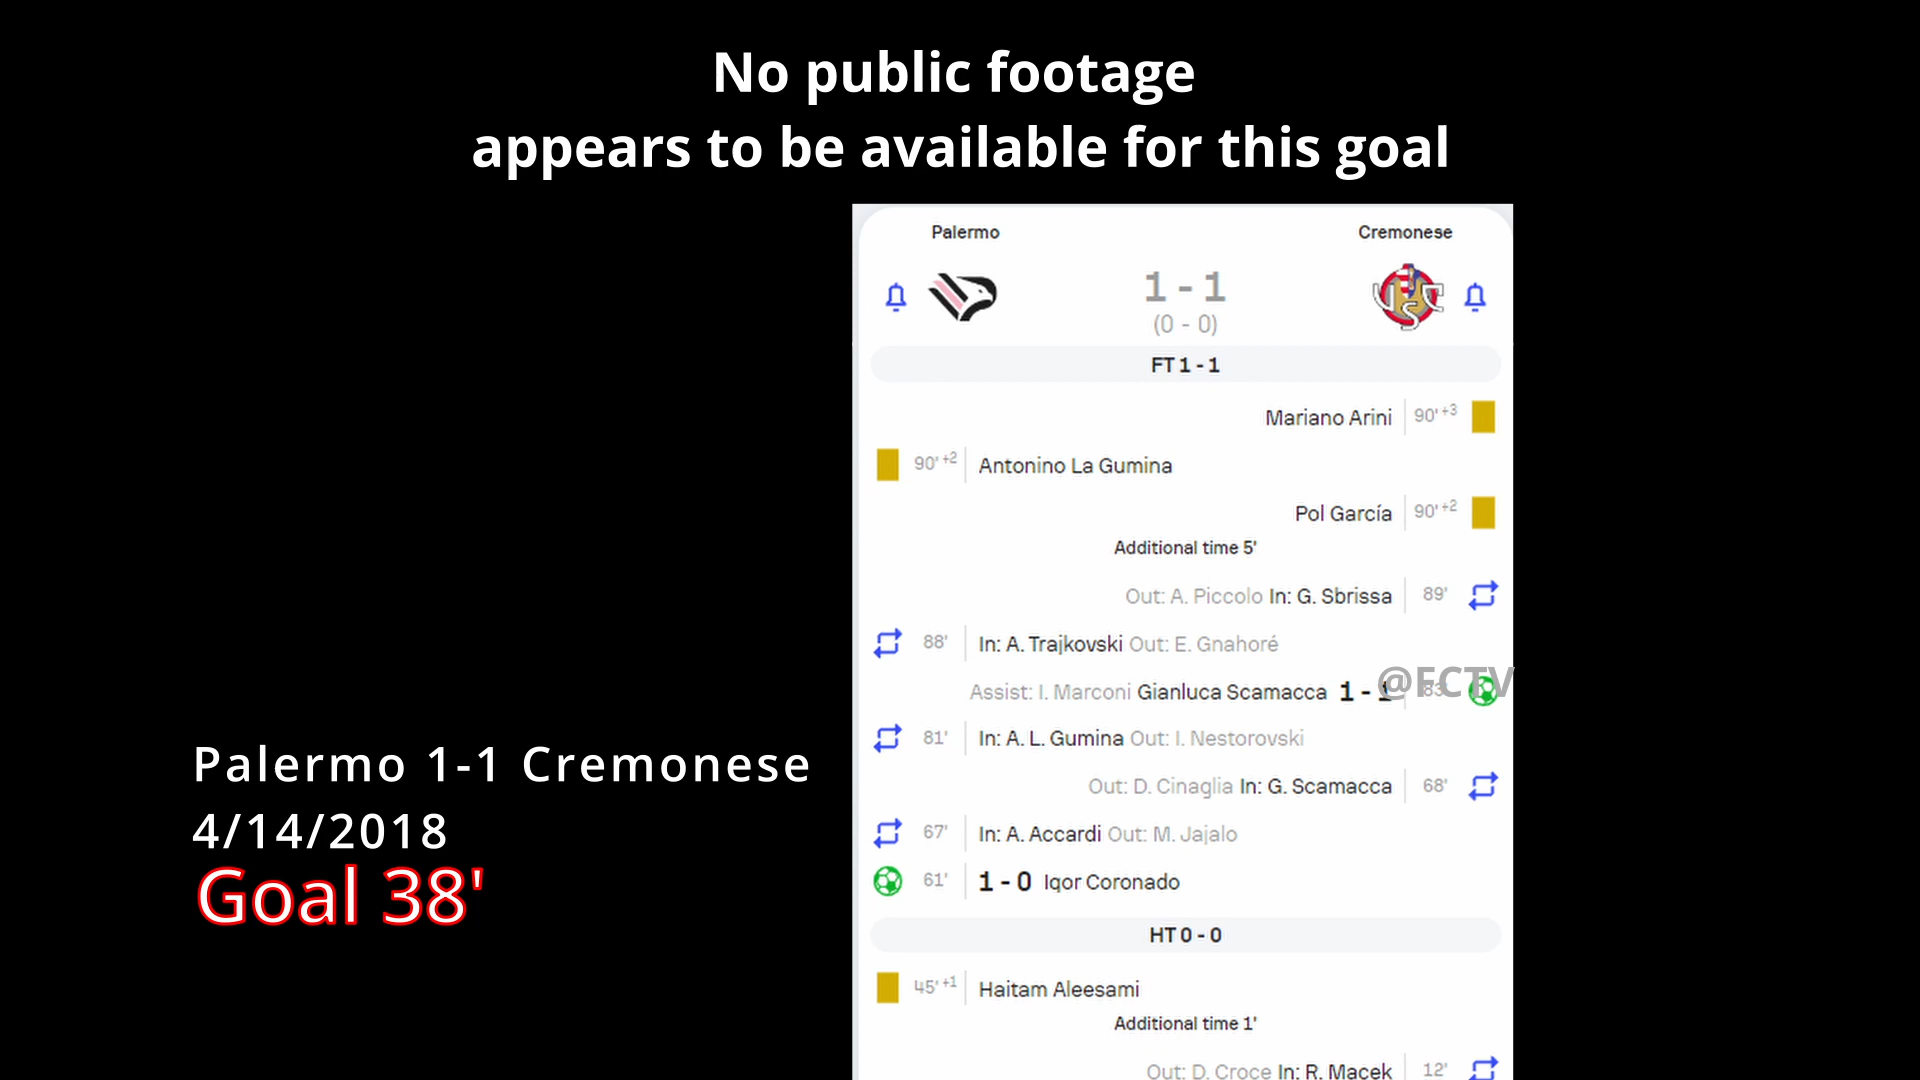 No public footage
appears to be available for this goal
Palermo
Cremonese
1 - 1
(0 - 0)
FT 1 - 1
Mariano Arini 90' +3
90' +2 Antonino La Gumina
Pol García 90' +2
Additional time 5'
Out: A. Piccolo In: G. Sbrissa 89'
88' In: A. Trajkovski Out: E. Gnahoré
Assist: I. Marconi Gianluca Scamacca 1 - 1 83'
@FCTV
81' In: A. L. Gumina Out: I. Nestorovski
Out: D. Cinaglia In: G. Scamacca 68'
67' In: A. Accardi Out: M. Jajalo
61' 1 - 0 Igor Coronado
HT 0 - 0
45' +1 Haitam Aleesami
Additional time 1'
Out: D. Croce In: R. Macek 12'
Palermo 1-1 Cremonese
4/14/2018
Goal 38'